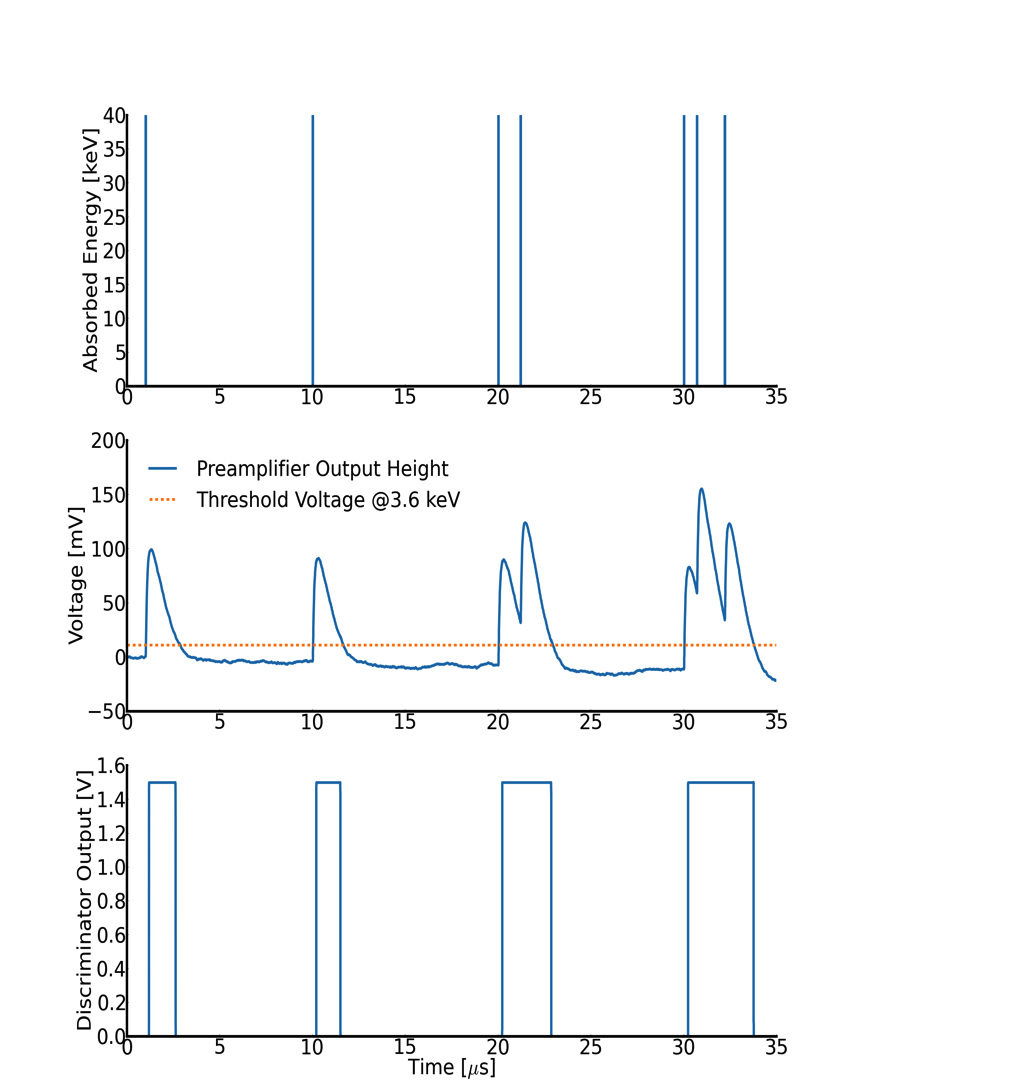 Absorbed Energy [keV]
40
35
30
25
20
15
10
5
0
0 5 10 15 20 25 30 35
Voltage [mV]
200
150
100
50
0
−50
Preamplifier Output Height
Threshold Voltage @3.6 keV
0 5 10 15 20 25 30 35
Discriminator Output [V]
1.6
1.4
1.2
1.0
0.8
0.6
0.4
0.2
0.0
0 5 10 15 20 25 30 35
Time [μs]